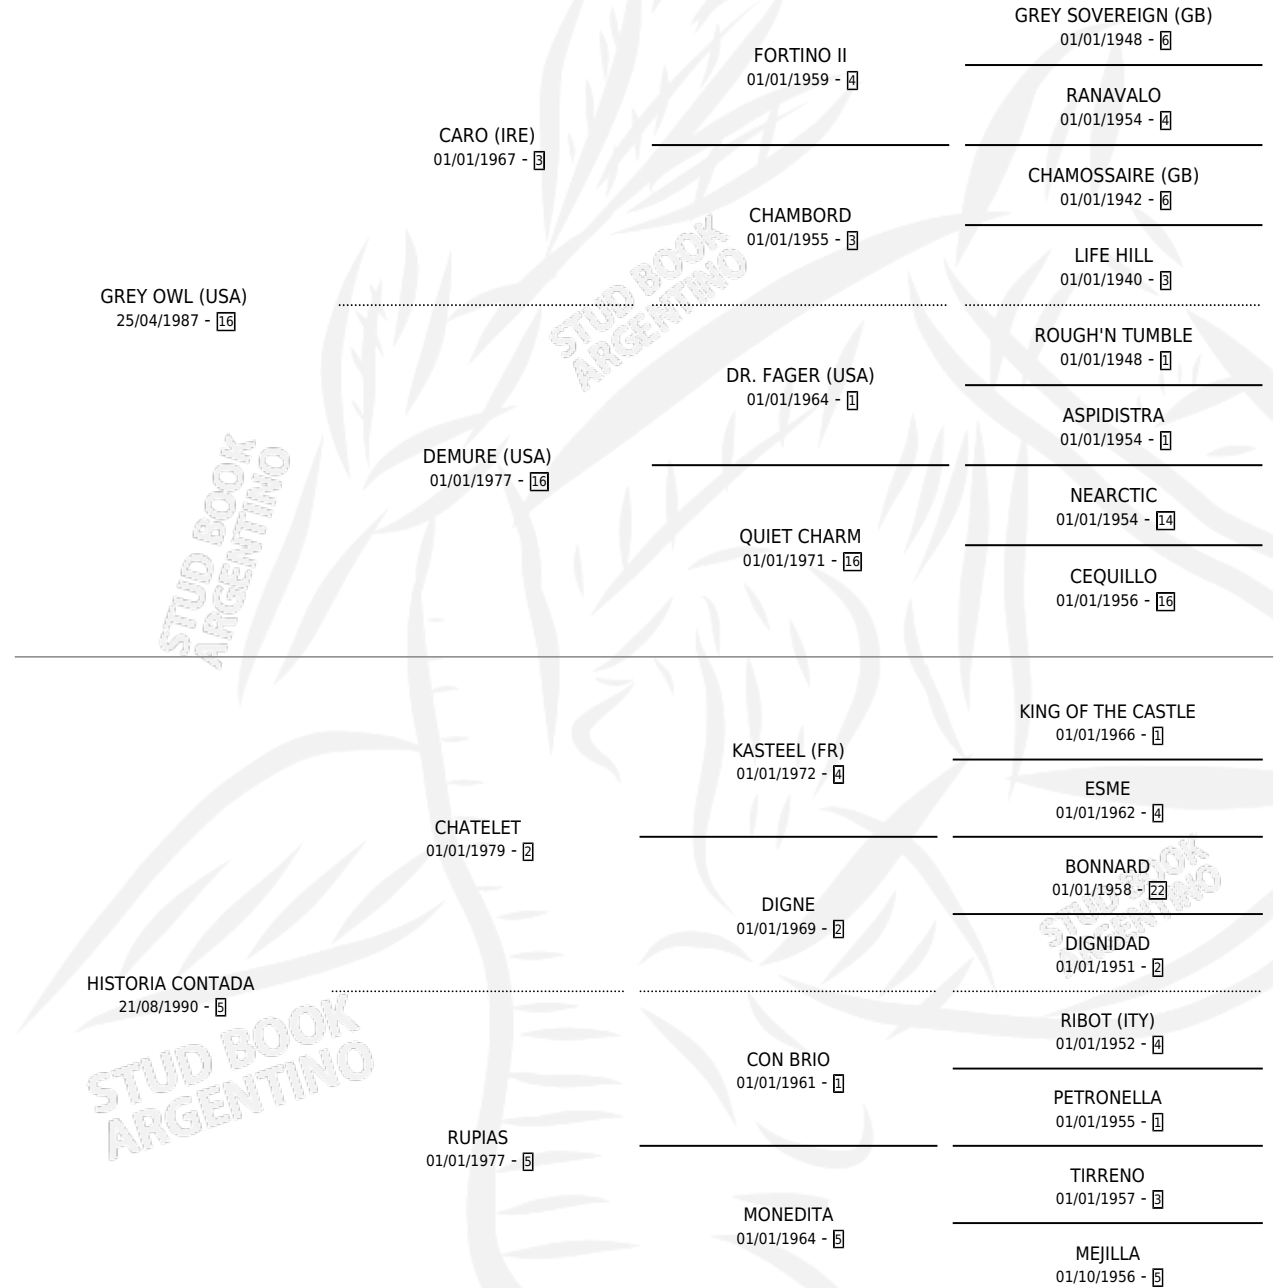 GREY SOVEREIGN (GB)
01/01/1948 - 6
FORTINO II
01/01/1959 - 4
RANAVALO
01/01/1954 - 4
CARO (IRE)
01/01/1967 - 3
CHAMOSSAIRE (GB)
01/01/1942 - 6
CHAMBORD
01/01/1955 - 3
LIFE HILL
01/01/1940 - 3
GREY OWL (USA)
25/04/1987 - 16
STUD BOOK
ARGENTINO
ROUGH'N TUMBLE
01/01/1948 - 1
DR. FAGER (USA)
01/01/1964 - 1
ASPIDISTRA
01/01/1954 - 1
DEMURE (USA)
01/01/1977 - 16
NEARCTIC
01/01/1954 - 14
QUIET CHARM
01/01/1971 - 16
CEQUILLO
01/01/1956 - 16
STUD BOOK
ARGENTINO
KING OF THE CASTLE
01/01/1966 - 1
KASTEEL (FR)
01/01/1972 - 4
ESME
01/01/1962 - 4
CHATELET
01/01/1979 - 2
BONNARD
01/01/1958 - 22
DIGNE
01/01/1969 - 2
DIGNIDAD
01/01/1951 - 2
STUD BOOK
ARGENTINO
HISTORIA CONTADA
21/08/1990 - 5
RIBOT (ITY)
01/01/1952 - 4
CON BRIO
01/01/1961 - 1
PETRONELLA
01/01/1955 - 1
STUD BOOK
ARGENTINO
RUPIAS
01/01/1977 - 5
TIRRENO
01/01/1957 - 3
MONEDITA
01/01/1964 - 5
MEJILLA
01/10/1956 - 5